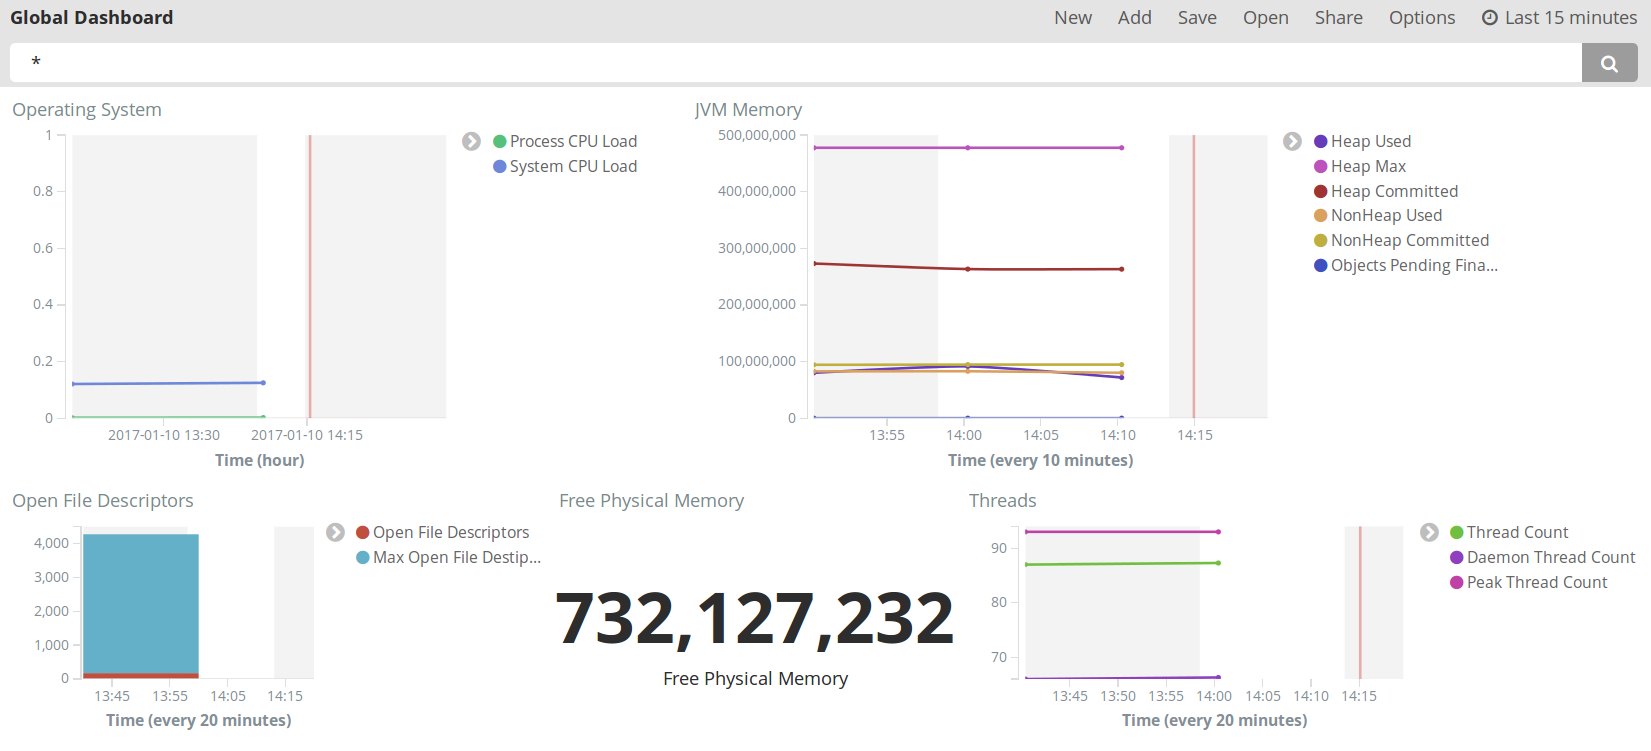 Global Dashboard New Add Save Open Share Options Last 15 minutes
*
Operating System
1
0.8
0.6
0.4
0.2
0
2017-01-10 13:30 2017-01-10 14:15
Time (hour)
Process CPU Load
System CPU Load
JVM Memory
500,000,000
400,000,000
300,000,000
200,000,000
100,000,000
0
13:55 14:00 14:05 14:10 14:15
Time (every 10 minutes)
Heap Used
Heap Max
Heap Committed
NonHeap Used
NonHeap Committed
Objects Pending Fina...
Open File Descriptors
4,000
3,000
2,000
1,000
0
13:45 13:55 14:05 14:15
Time (every 20 minutes)
Open File Descriptors
Max Open File Destip...
Free Physical Memory
732,127,232
Free Physical Memory
Threads
90
80
70
13:45 13:50 13:55 14:00 14:05 14:10 14:15
Time (every 20 minutes)
Thread Count
Daemon Thread Count
Peak Thread Count